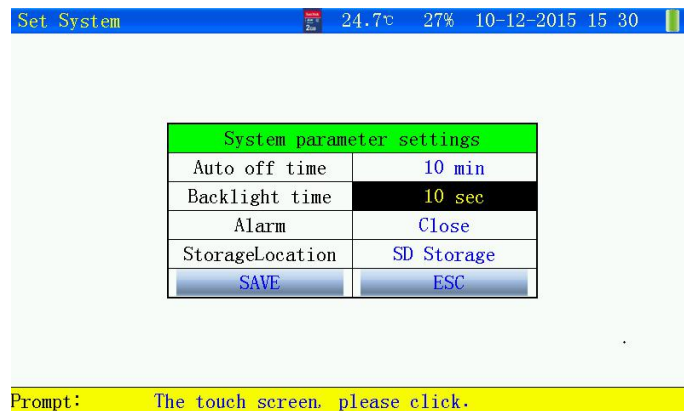 Set System 24.7℃ 27% 10-12-2015 15 30
System parameter settings
Auto off time 10 min
Backlight time 10 sec
Alarm Close
StorageLocation SD Storage
SAVE ESC
Prompt: The touch screen, please click.